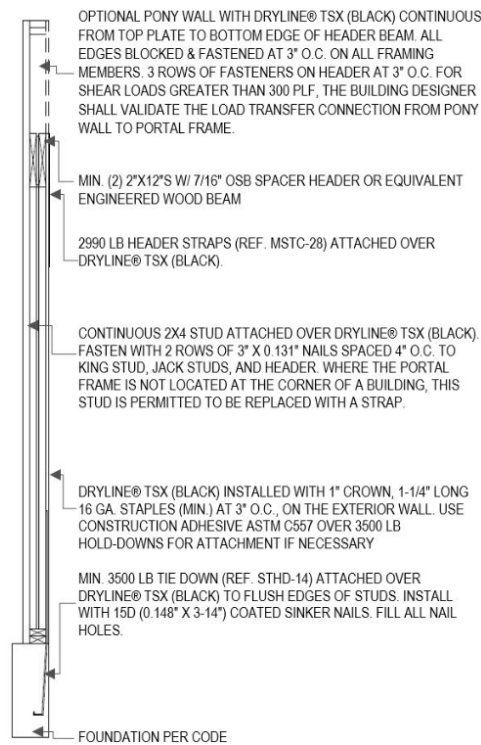 OPTIONAL PONY WALL WITH DRYLINE® TSX (BLACK) CONTINUOUS
FROM TOP PLATE TO BOTTOM EDGE OF HEADER BEAM. ALL
EDGES BLOCKED & FASTENED AT 3" O.C. ON ALL FRAMING
MEMBERS. 3 ROWS OF FASTENERS ON HEADER AT 3" O.C. FOR
SHEAR LOADS GREATER THAN 300 PLF, THE BUILDING DESIGNER
SHALL VALIDATE THE LOAD TRANSFER CONNECTION FROM PONY
WALL TO PORTAL FRAME.
MIN. (2) 2"X12"S W/ 7/16" OSB SPACER HEADER OR EQUIVALENT
ENGINEERED WOOD BEAM
2990 LB HEADER STRAPS (REF. MSTC-28) ATTACHED OVER
DRYLINE® TSX (BLACK).
CONTINUOUS 2X4 STUD ATTACHED OVER DRYLINE® TSX (BLACK).
FASTEN WITH 2 ROWS OF 3" X 0.131" NAILS SPACED 4" O.C. TO
KING STUD, JACK STUDS, AND HEADER. WHERE THE PORTAL
FRAME IS NOT LOCATED AT THE CORNER OF A BUILDING, THIS
STUD IS PERMITTED TO BE REPLACED WITH A STRAP.
DRYLINE® TSX (BLACK) INSTALLED WITH 1" CROWN, 1-1/4" LONG
16 GA. STAPLES (MIN.) AT 3" O.C., ON THE EXTERIOR WALL. USE
CONSTRUCTION ADHESIVE ASTM C557 OVER 3500 LB
HOLD-DOWNS FOR ATTACHMENT IF NECESSARY
MIN. 3500 LB TIE DOWN (REF. STHD-14) ATTACHED OVER
DRYLINE® TSX (BLACK) TO FLUSH EDGES OF STUDS. INSTALL
WITH 15D (0.148" X 3-14") COATED SINKER NAILS. FILL ALL NAIL
HOLES.
FOUNDATION PER CODE